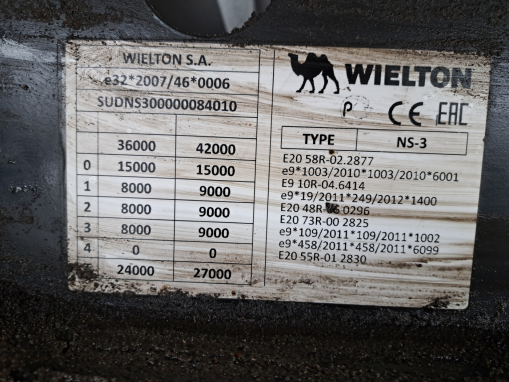 WIELTON S.A.
e32*2007/46*0006
SUDNS300000084010
36000 42000
0 15000 15000
1 8000 9000
2 8000 9000
3 8000 9000
4 0 0
24000 27000
WIELTON
CE EAC
TYPE NS-3
E20 58R-02.2877
e9*1003/2010*1003/2010*6001
E9 10R-04.6414
e9*19/2011*249/2012*1400
E20 48R 0296
E20 73R-00 2825
e9*109/2011*109/2011*1002
e9*458/2011*458/2011*6099
E20 55R-01 2830